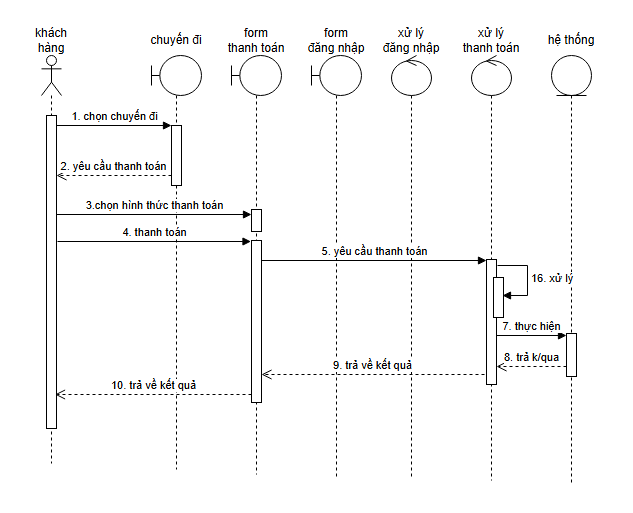 khách
hàng
chuyến đi
form
thanh toán
form
đăng nhập
xử lý
đăng nhập
xử lý
thanh toán
hệ thống
1. chọn chuyến đi
2. yêu cầu thanh toán
3.chọn hình thức thanh toán
4. thanh toán
5. yêu cầu thanh toán
16. xử lý
7. thực hiện
8. trả k/qua
9. trả về kết quả
10. trả về kết quả